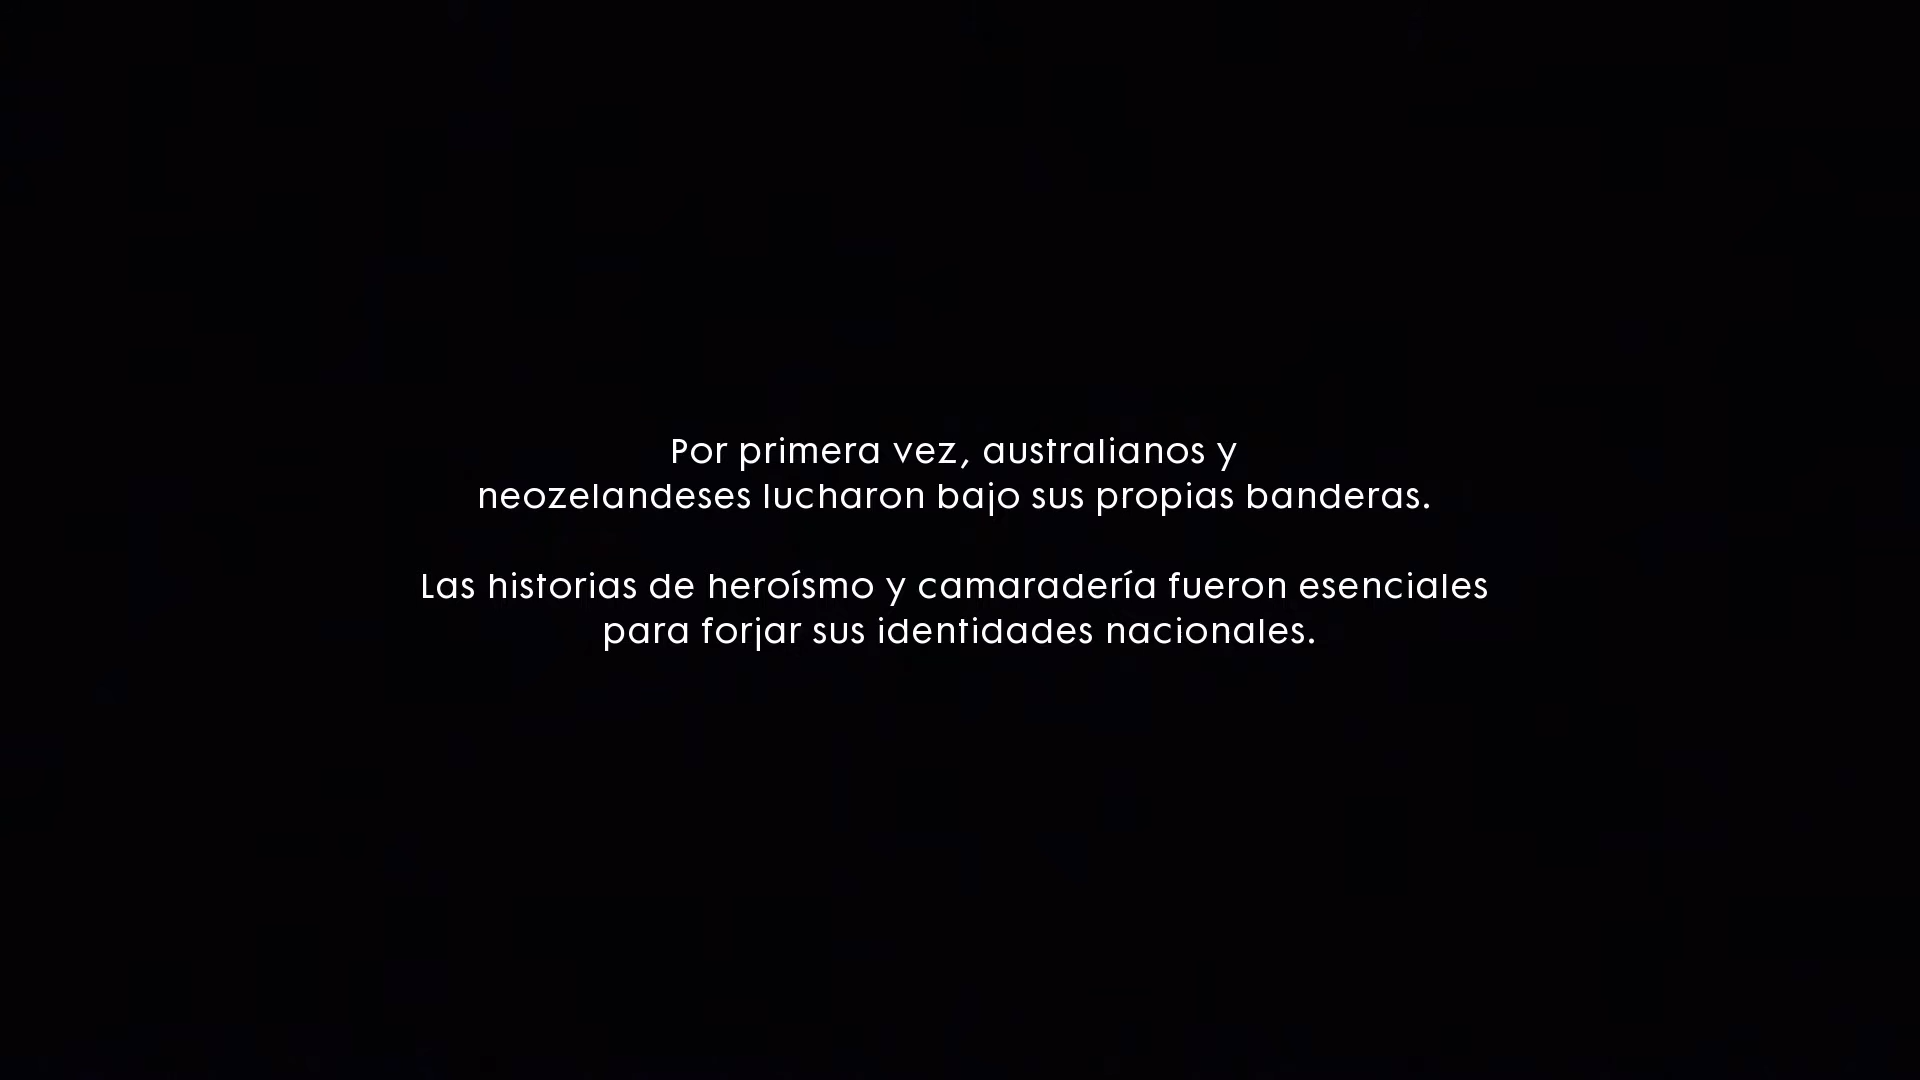 Por primera vez, australianos y
neozelandeses lucharon bajo sus propias banderas.
Las historias de heroísmo y camaradería fueron esenciales
para forjar sus identidades nacionales.